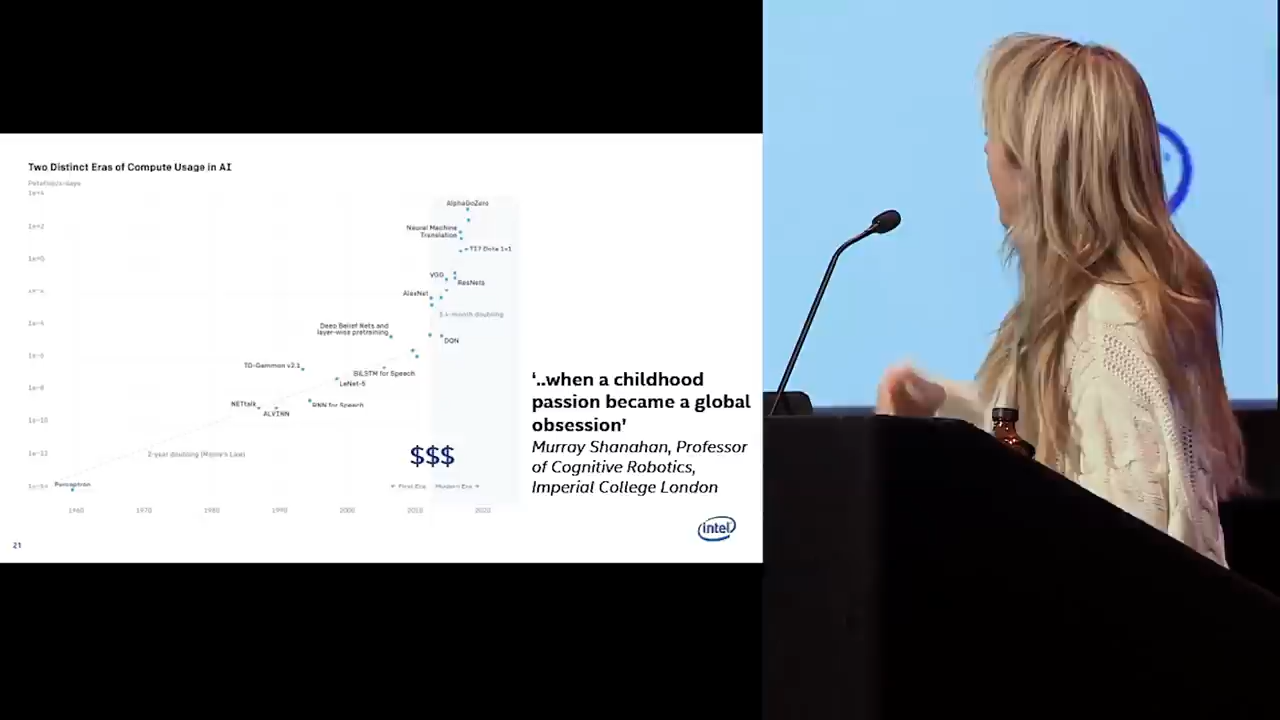 Two Distinct Eras of Compute Usage in AI
Petaflop/s-days
1e+4
AlphaGoZero
1e+2
Neural Machine
Translation
TI7 Dota 1v1
1e+0
VGG
ResNets
AlexNet
3.4-month doubling
1e-4
Deep Belief Nets and
layer-wise pretraining
DQN
1e-6
TD-Gammon v2.1
BiLSTM for Speech
LeNet-5
1e-8
NETtalk
ALVINN
RNN for Speech
1e-10
2-year doubling (Moore's Law)
1e-12
$$$
1e-14
Perceptron
First Era
Modern Era
1960 1970 1980 1990 2000 2010 2020
'..when a childhood
passion became a global
obsession'
Murray Shanahan, Professor
of Cognitive Robotics,
Imperial College London
intel
21